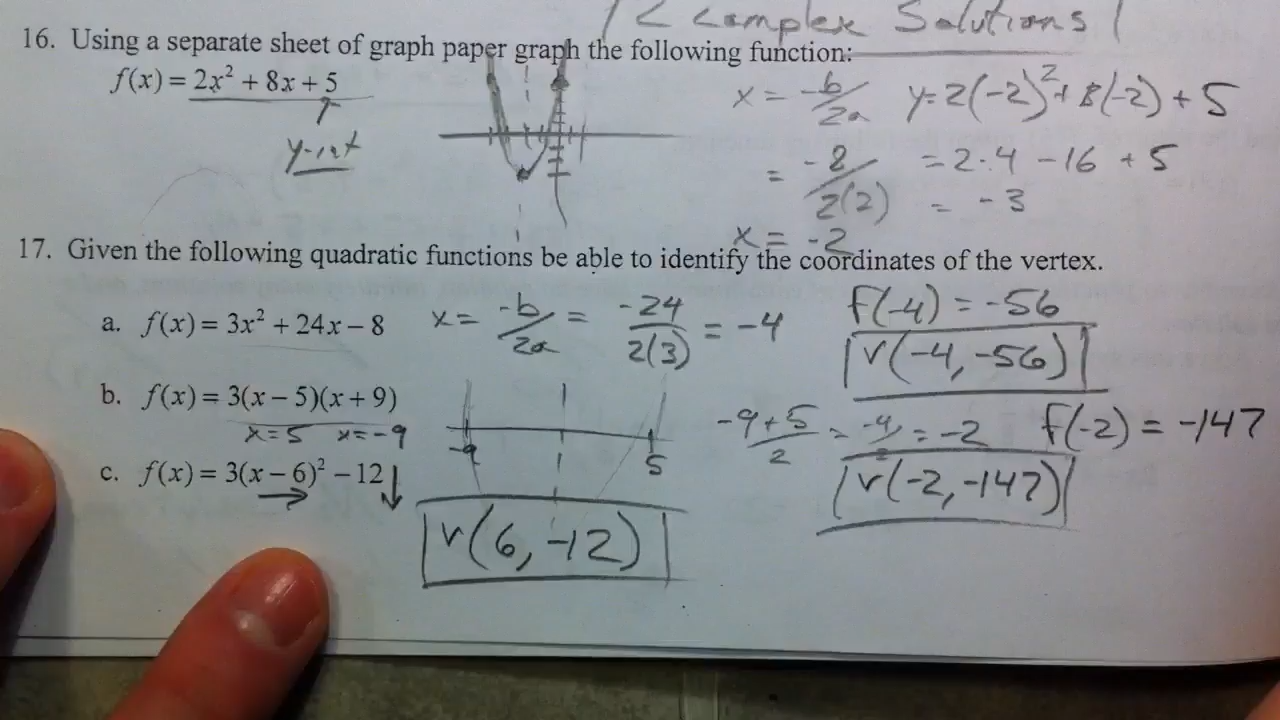 2 Complex Solutions
16. Using a separate sheet of graph paper graph the following function:
f(x) = 2x² + 8x + 5
y-int
x = -b/2a y = 2(-2)² + 8(-2) + 5
= -8/2(2) = 2·4 - 16 + 5
= -3
x = -2
17. Given the following quadratic functions be able to identify the coordinates of the vertex.
a. f(x) = 3x² + 24x – 8 x = -b/2a = -24/2(3) = -4 f(-4) = -56
V(-4, -56)
b. f(x) = 3(x – 5)(x + 9) -9+5/2 = -4/2 = -2 f(-2) = -147
x=5 x=-9
-9 5
V(-2, -147)
c. f(x) = 3(x – 6)² – 12
V(6, -12)